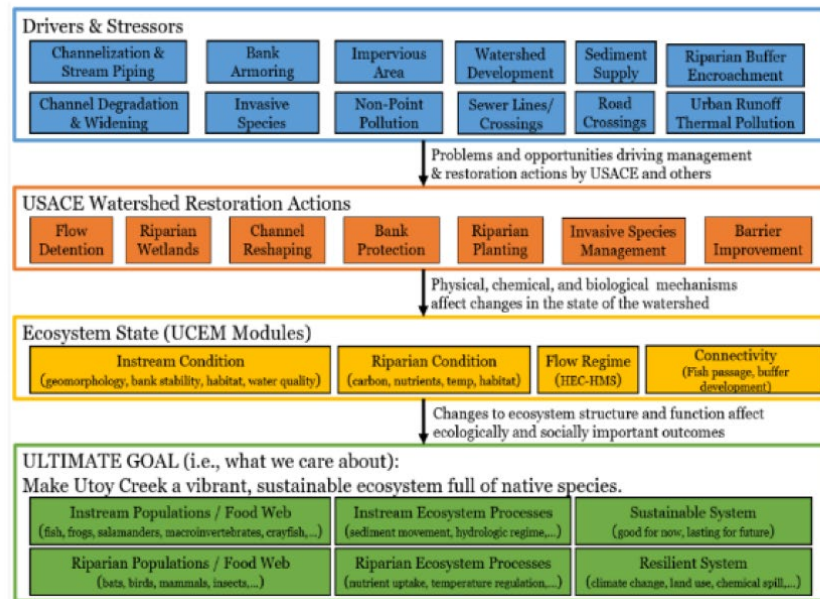 Drivers & Stressors
Channelization &
Stream Piping
Bank
Armoring
Impervious
Area
Watershed
Development
Sediment
Supply
Riparian Buffer
Encroachment
Channel Degradation
& Widening
Invasive
Species
Non-Point
Pollution
Sewer Lines/
Crossings
Road
Crossings
Urban Runoff
Thermal Pollution
Problems and opportunities driving management
& restoration actions by USACE and others
USACE Watershed Restoration Actions
Flow
Detention
Riparian
Wetlands
Channel
Reshaping
Bank
Protection
Riparian
Planting
Invasive Species
Management
Barrier
Improvement
Physical, chemical, and biological mechanisms
affect changes in the state of the watershed
Ecosystem State (UCEM Modules)
Instream Condition
(geomorphology, bank stability, habitat, water quality)
Riparian Condition
(carbon, nutrients, temp, habitat)
Flow Regime
(HEC-HMS)
Connectivity
(Fish passage, buffer
development)
Changes to ecosystem structure and function affect
ecologically and socially important outcomes
ULTIMATE GOAL (i.e., what we care about):
Make Utoy Creek a vibrant, sustainable ecosystem full of native species.
Instream Populations / Food Web
(fish, frogs, salamanders, macroinvertebrates, crayfish,...)
Instream Ecosystem Processes
(sediment movement, hydrologic regime,...)
Sustainable System
(good for now, lasting for future)
Riparian Populations / Food Web
(bats, birds, mammals, insects,...)
Riparian Ecosystem Processes
(nutrient uptake, temperature regulation,...)
Resilient System
(climate change, land use, chemical spill,...)